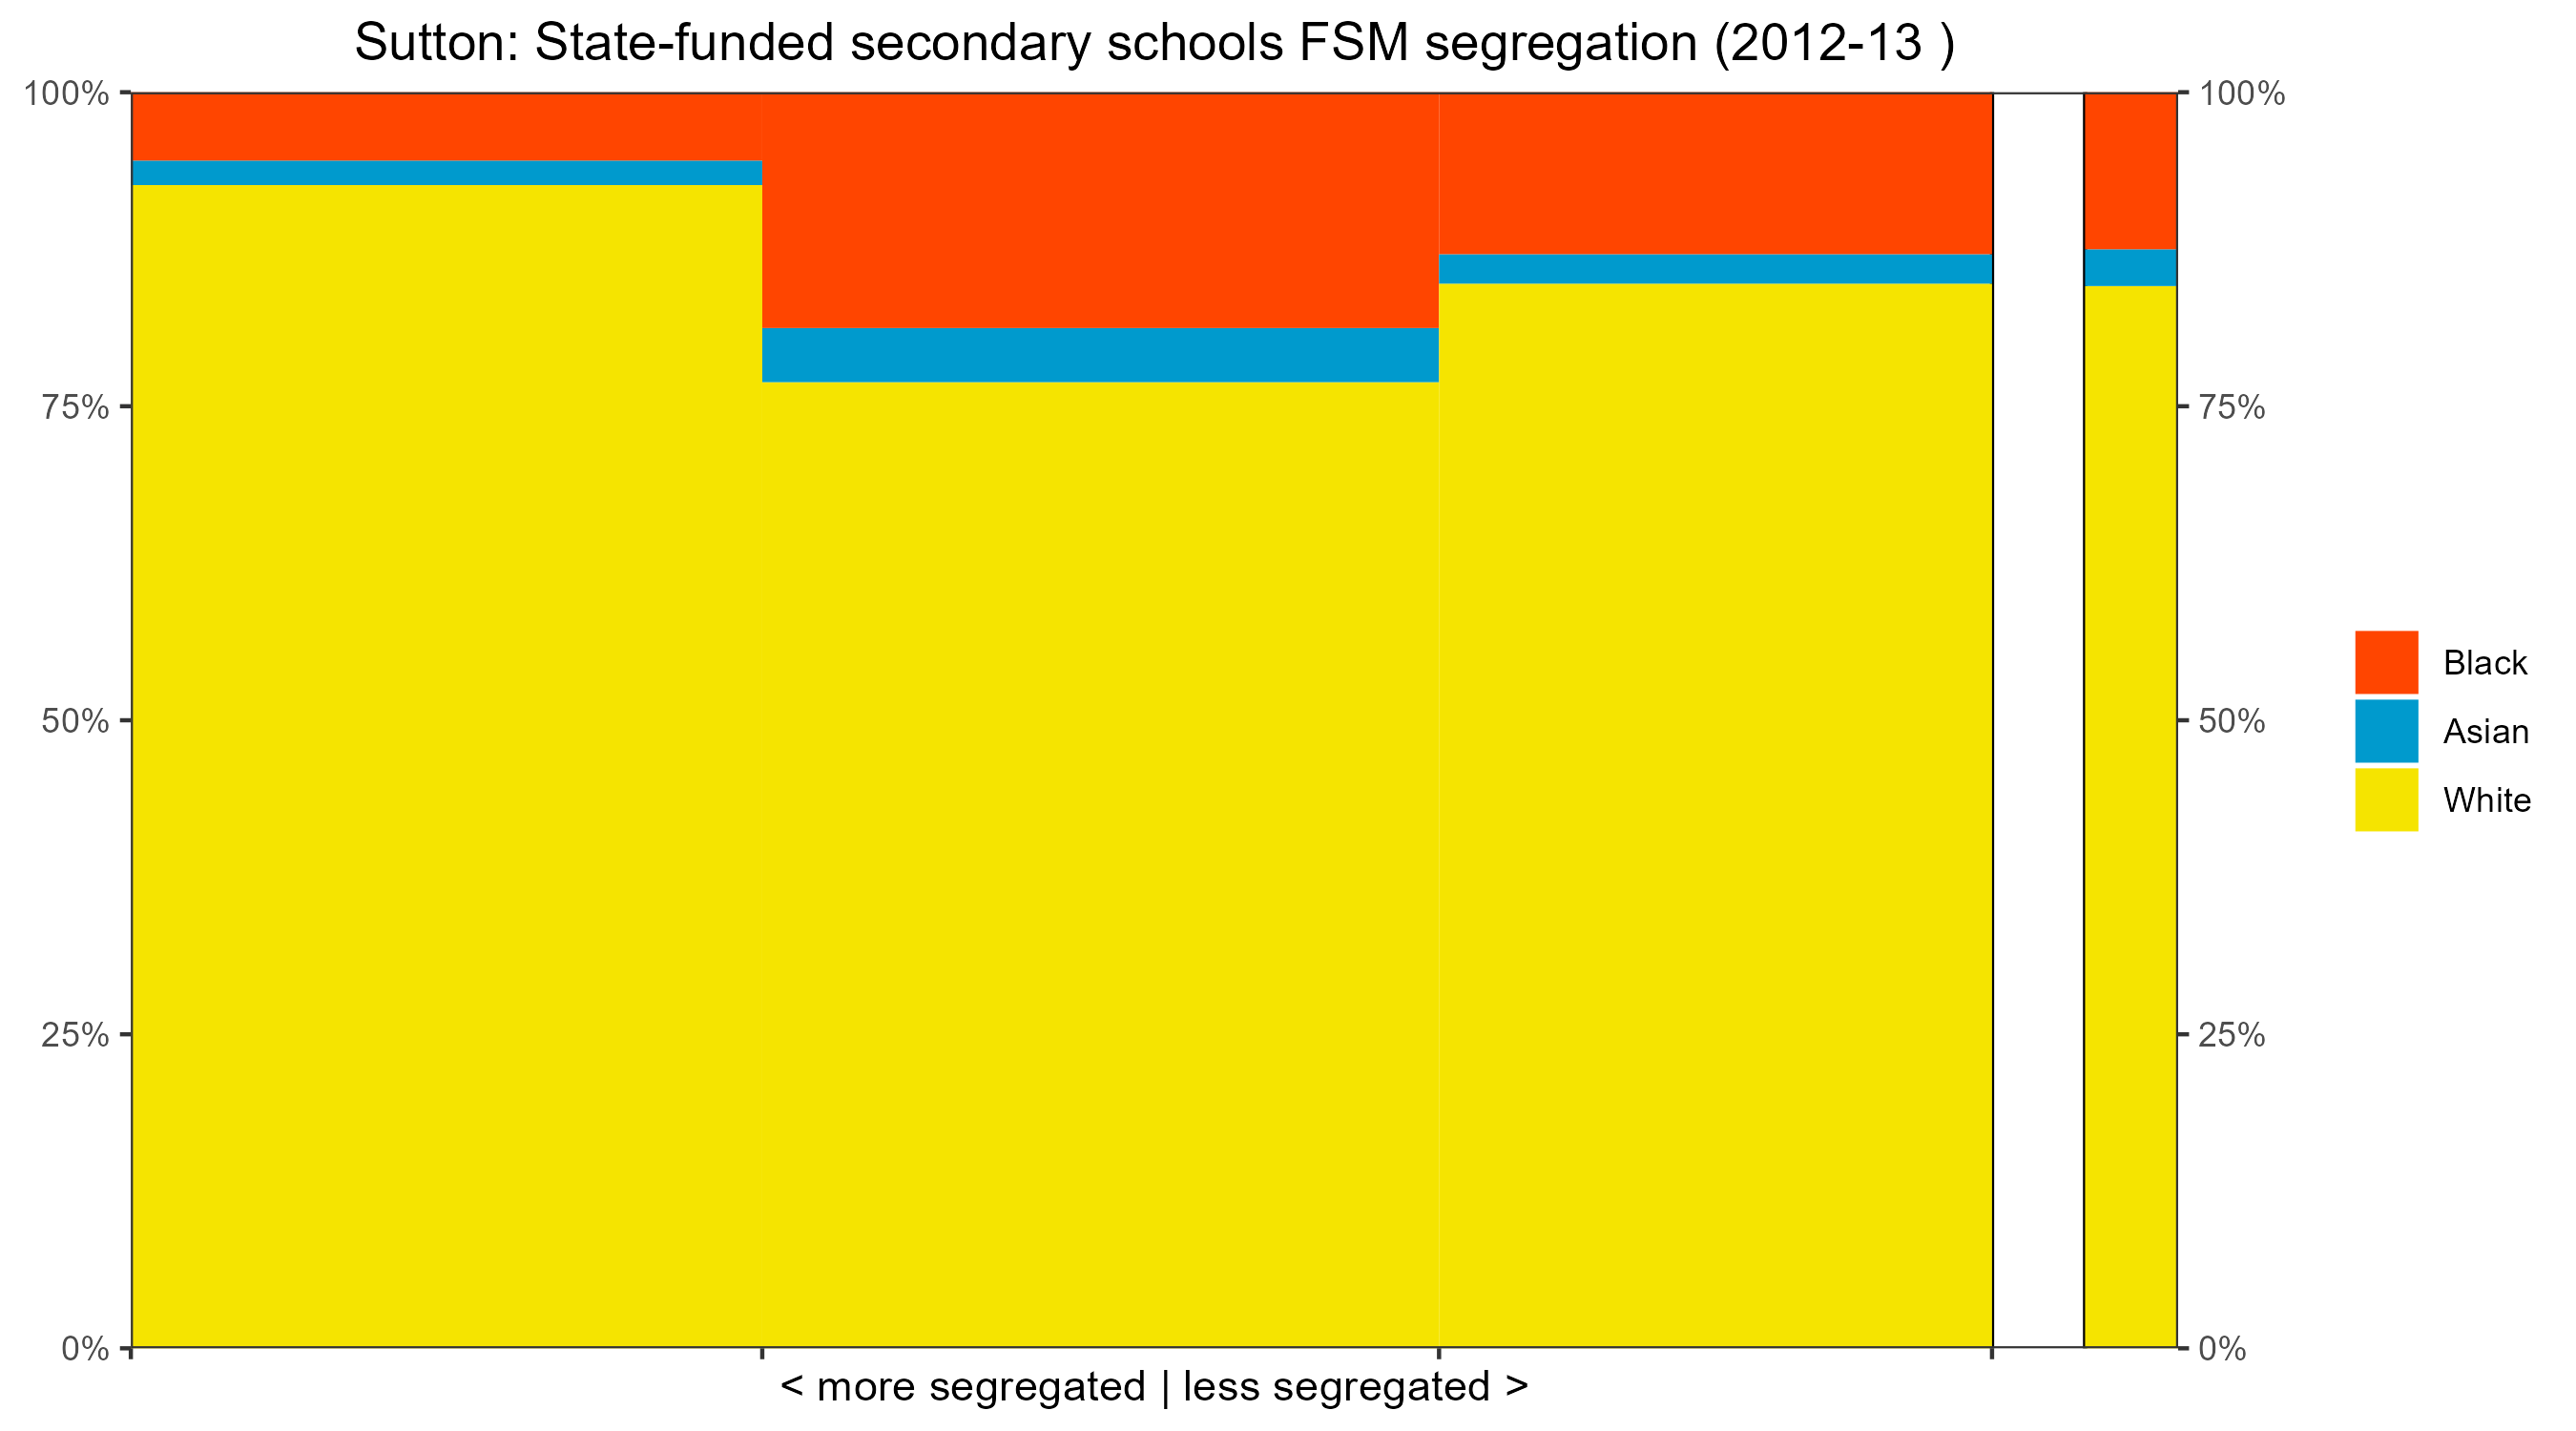 Sutton: State-funded secondary schools FSM segregation (2012-13 )
100%
75%
50%
25%
0%
100%
75%
50%
25%
0%
Black
Asian
White
< more segregated | less segregated >